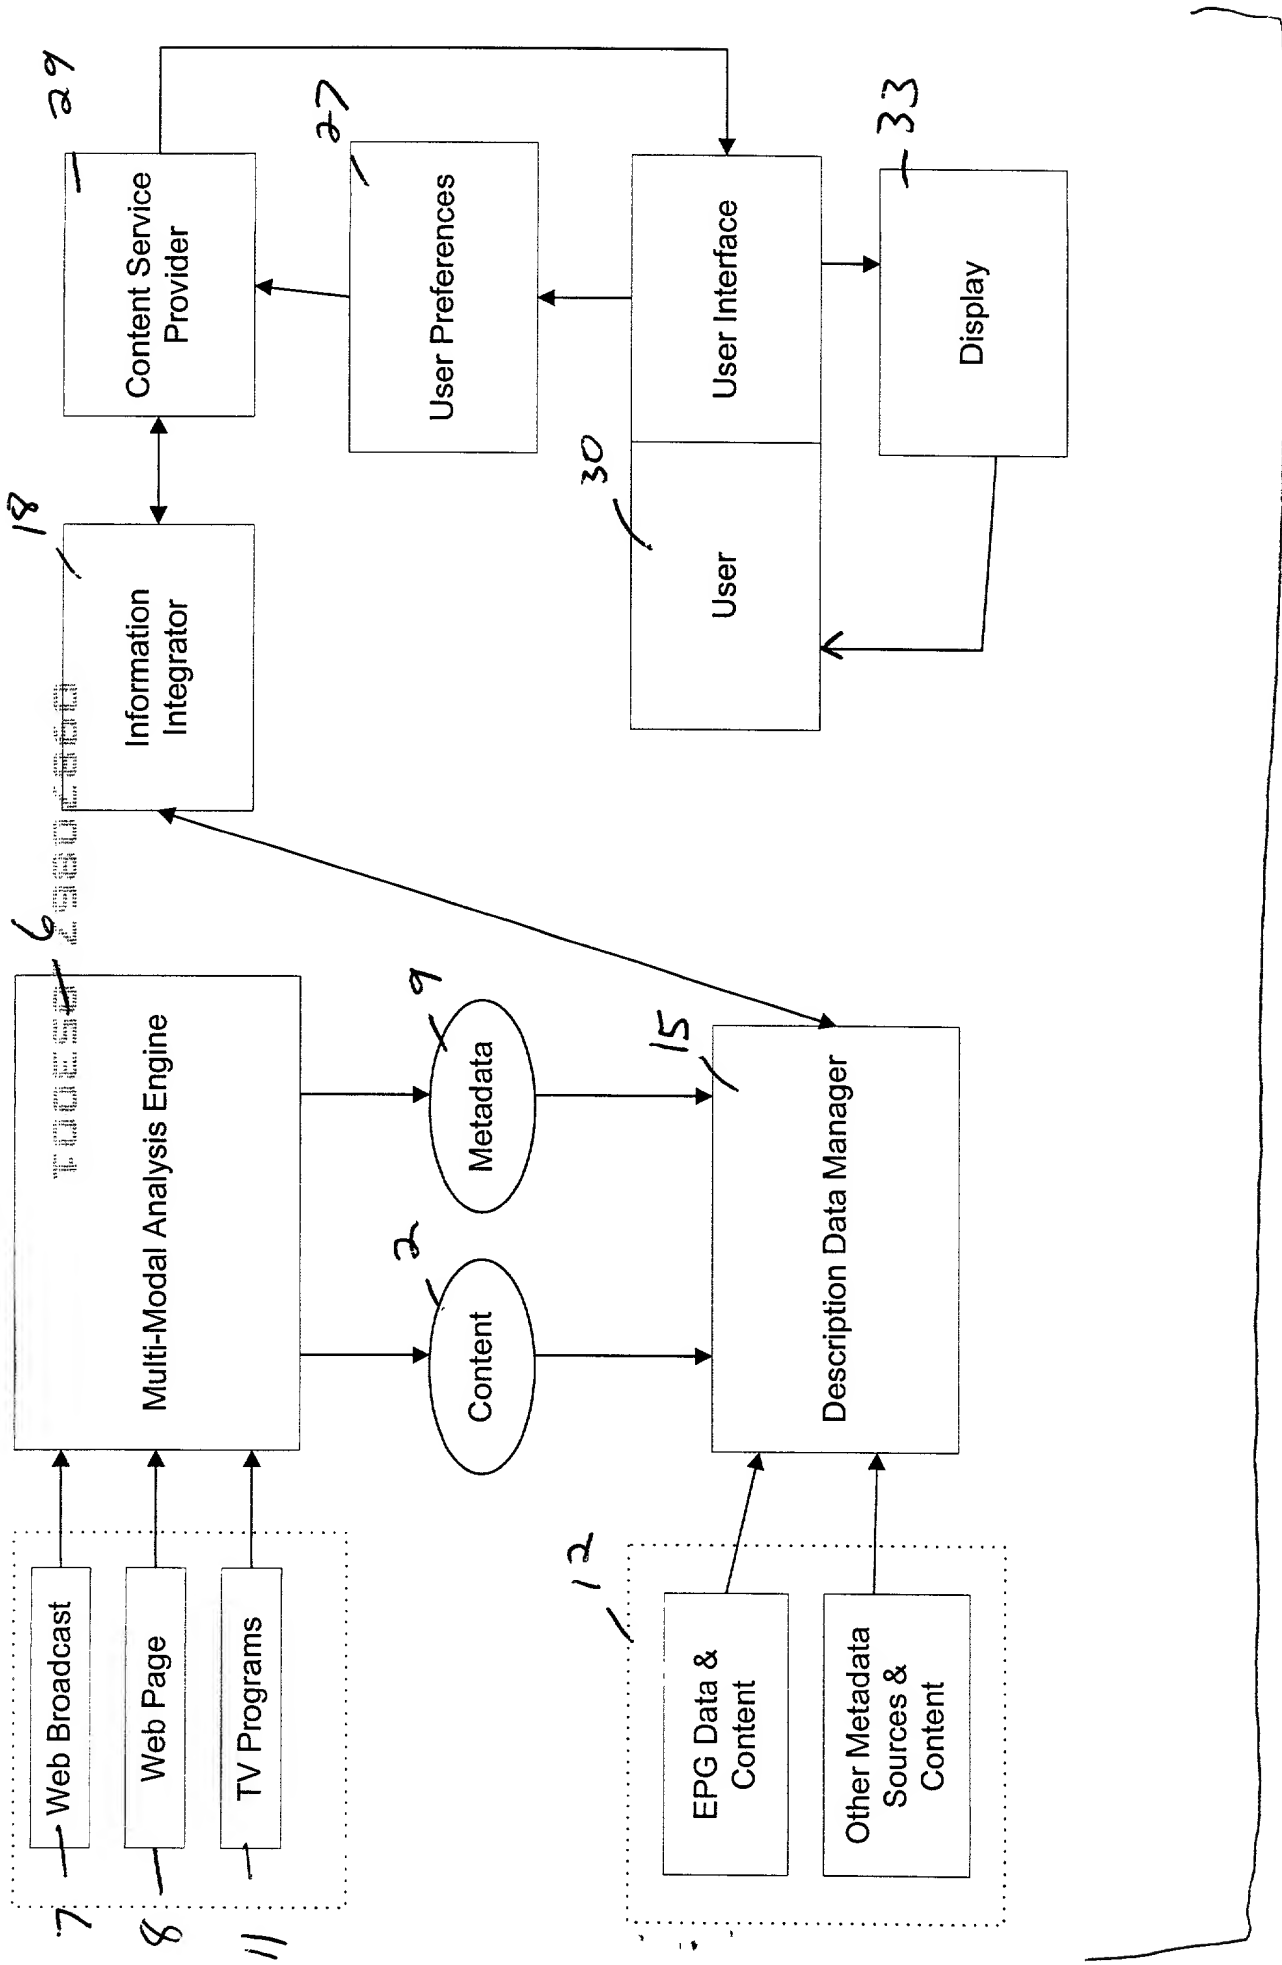 7
Web Broadcast
8
Web Page
11
TV Programs
6
Multi-Modal Analysis Engine
2
Content
9
Metadata
12
EPG Data &
Content
Other Metadata
Sources &
Content
15
Description Data Manager
18
Information
Integrator
29
Content Service
Provider
27
User Preferences
30
User
User Interface
33
Display